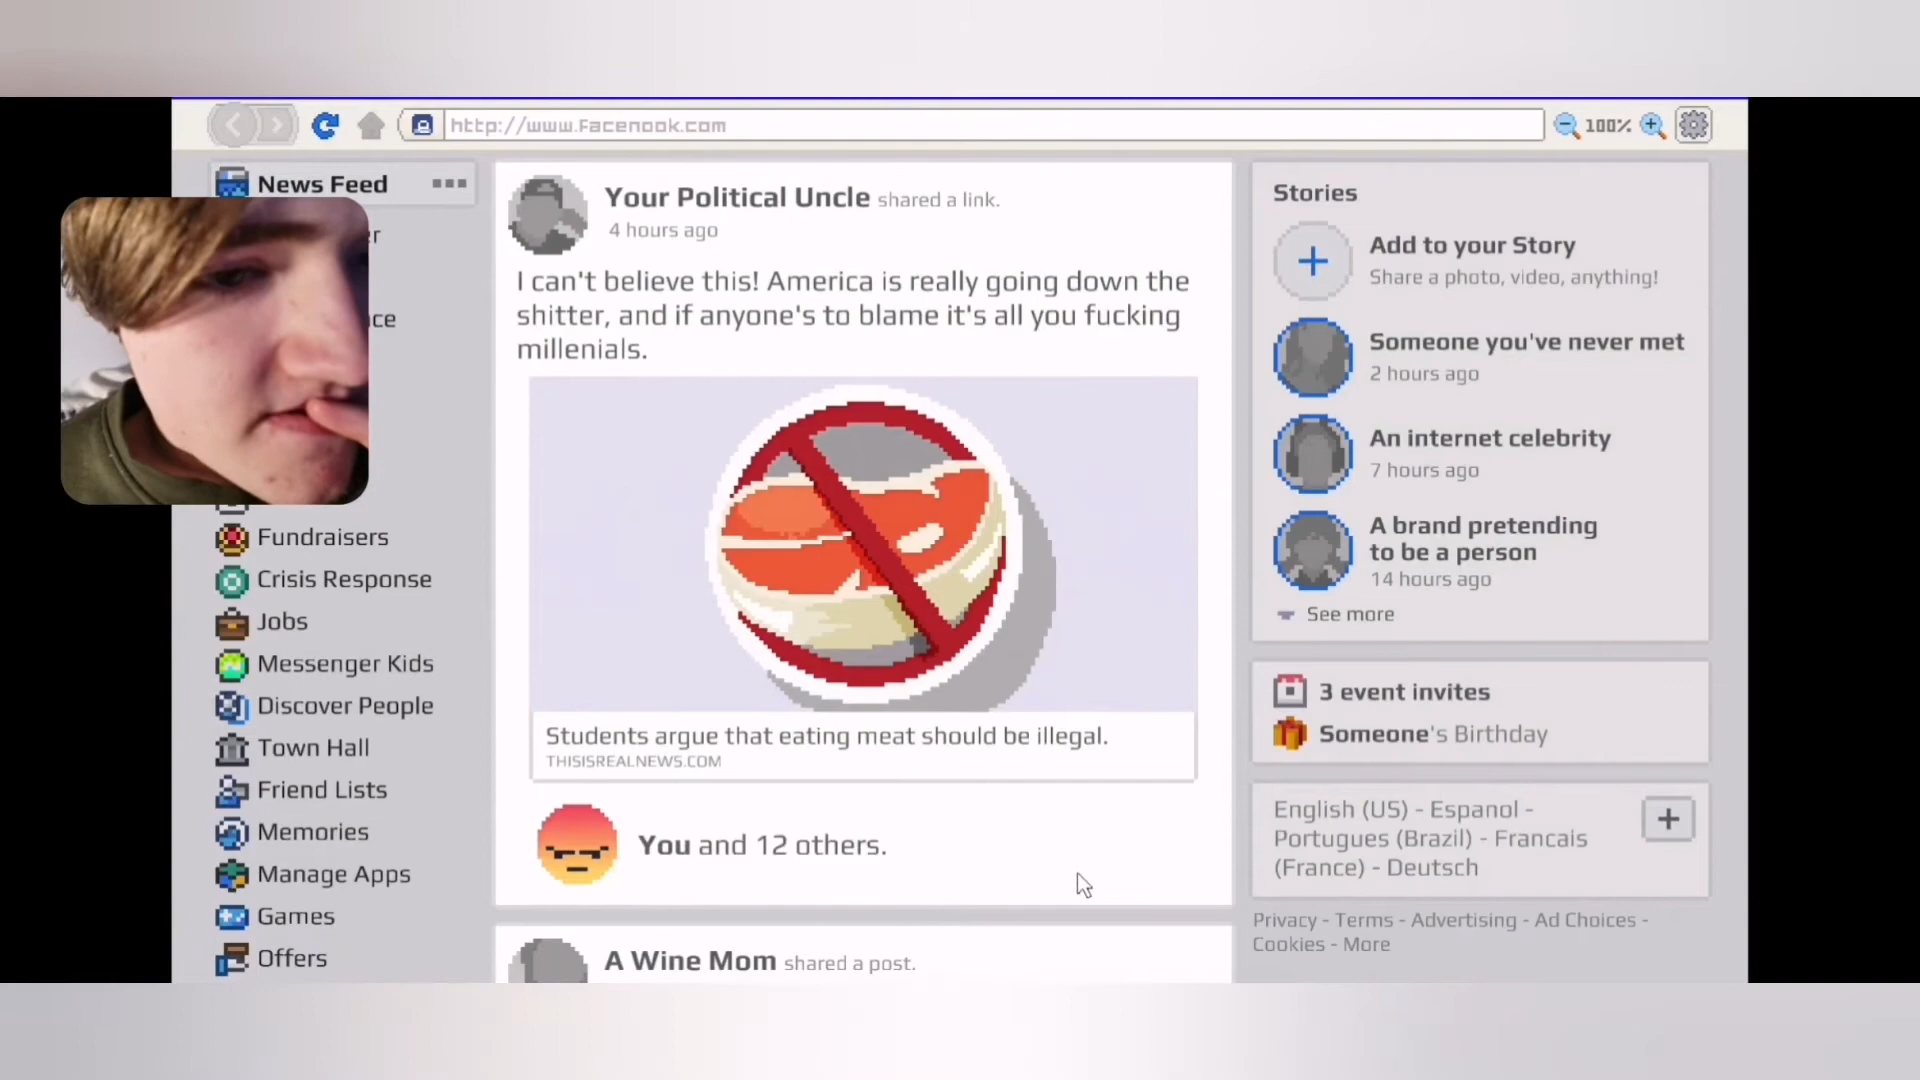 http://www.Facenook.com
100%
News Feed
er
ce
Fundraisers
Crisis Response
Jobs
Messenger Kids
Discover People
Town Hall
Friend Lists
Memories
Manage Apps
Games
Offers
Your Political Uncle shared a link.
4 hours ago
I can't believe this! America is really going down the
shitter, and if anyone's to blame it's all you fucking
millenials.
Students argue that eating meat should be illegal.
THISISREALNEWS.COM
You and 12 others.
A Wine Mom shared a post.
Stories
Add to your Story
Share a photo, video, anything!
Someone you've never met
2 hours ago
An internet celebrity
7 hours ago
A brand pretending
to be a person
14 hours ago
See more
3 event invites
Someone's Birthday
English (US) - Espanol -
Portugues (Brazil) - Francais
(France) - Deutsch
Privacy - Terms - Advertising - Ad Choices -
Cookies - More